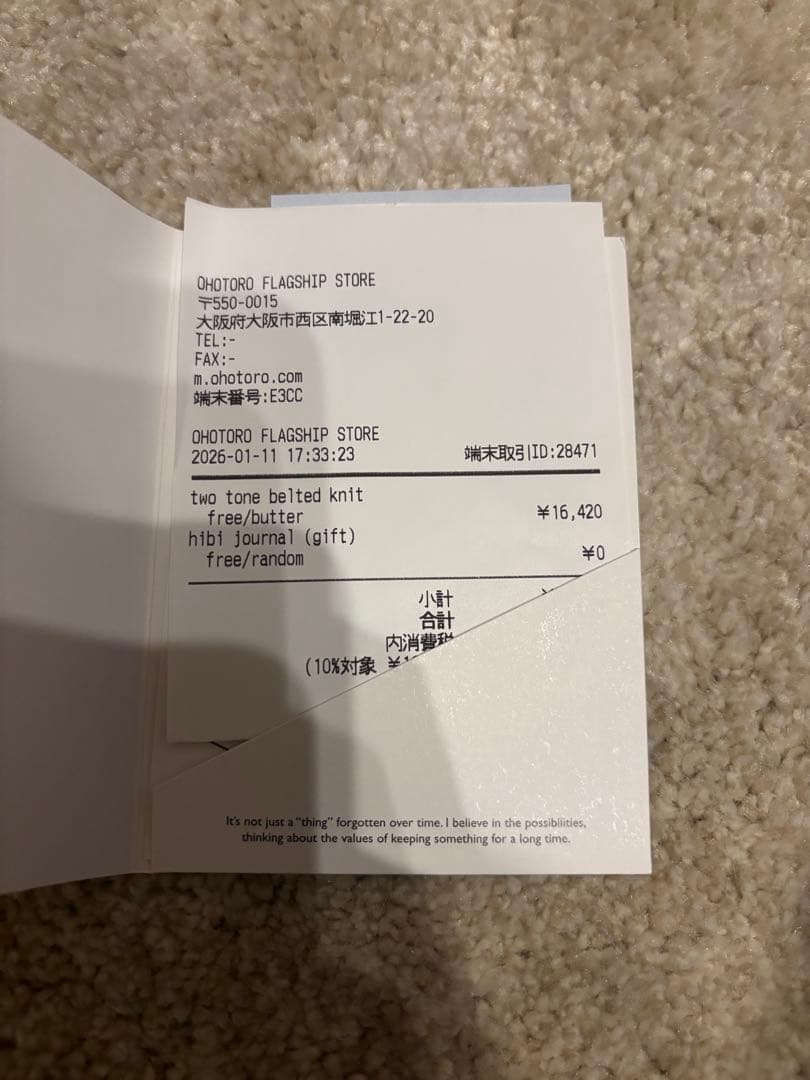 OHOTORO FLAGSHIP STORE
〒550-0015
大阪府大阪市西区南堀江1-22-20
TEL:-
FAX:-
m.ohotoro.com
端末番号:E3CC
OHOTORO FLAGSHIP STORE
2026-01-11 17:33:23 端末取引ID:28471
two tone belted knit
free/butter ¥16,420
hibi journal (gift)
free/random ¥0
小計
合計
内消費税
(10%対象
It's not just a "thing" forgotten over time. I believe in the possibilities,
thinking about the values of keeping something for a long time.